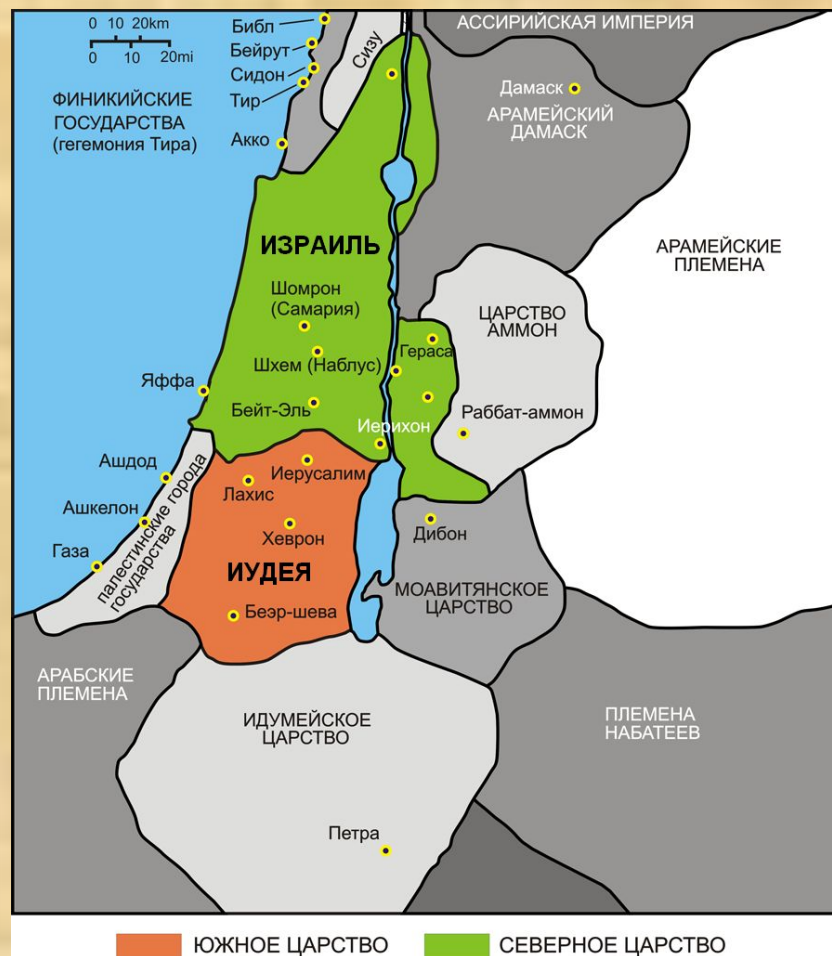 0 10 20km
0 10 20mi
ФИНИКИЙСКИЕ
ГОСУДАРСТВА
(гегемония Тира)
Библ
Бейрут
Сидон
Тир
Акко
Сизу
АССИРИЙСКАЯ ИМПЕРИЯ
Дамаск
АРАМЕЙСКИЙ
ДАМАСК
ИЗРАИЛЬ
АРАМЕЙСКИЕ
ПЛЕМЕНА
Шомрон
(Самария)
ЦАРСТВО
АММОН
Шхем (Наблус)
Гераса
Яффа
Бейт-Эль
Иерихон
Раббат-аммон
Ашдод
Иерусалим
Лахис
Ашкелон
Хеврон
Дибон
Газа
палестинские города
государства
ИУДЕЯ
МОАВИТЯНСКОЕ
ЦАРСТВО
Беэр-шева
АРАБСКИЕ
ПЛЕМЕНА
ИДУМЕЙСКОЕ
ЦАРСТВО
ПЛЕМЕНА
НАБАТЕЕВ
Петра
ЮЖНОЕ ЦАРСТВО
СЕВЕРНОЕ ЦАРСТВО